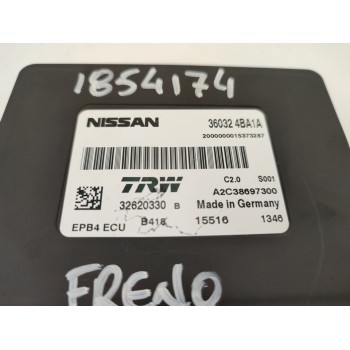 1854174
NISSAN 36032 4BA1A
2000000015373287
C2.0 S001
TRW A2C38697300
32620330 B Made in Germany
EPB4 ECU B418 15516 1346
FRENO